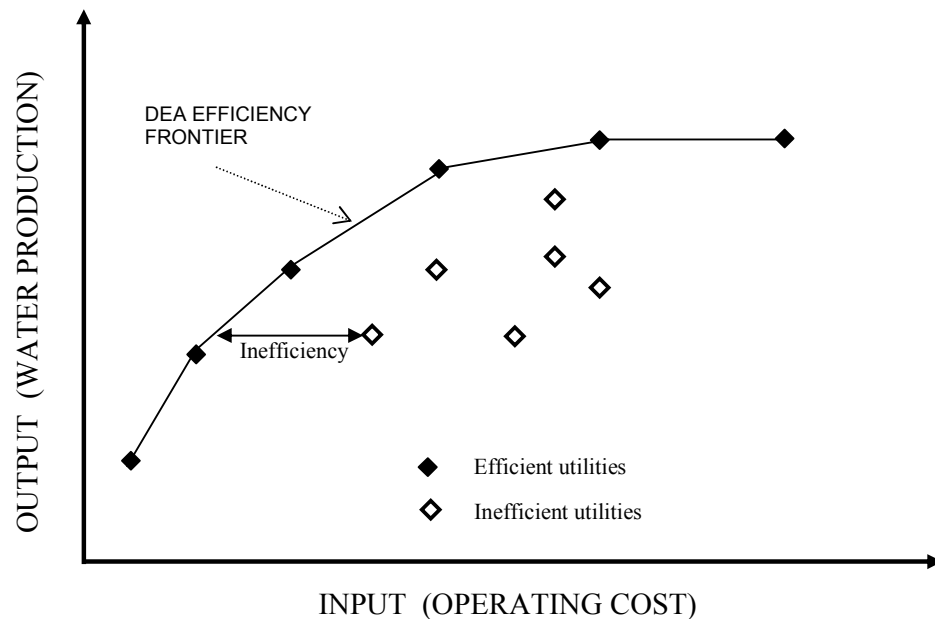 OUTPUT (WATER PRODUCTION)
DEA EFFICIENCY
FRONTIER
Inefficiency
Efficient utilities
Inefficient utilities
INPUT (OPERATING COST)